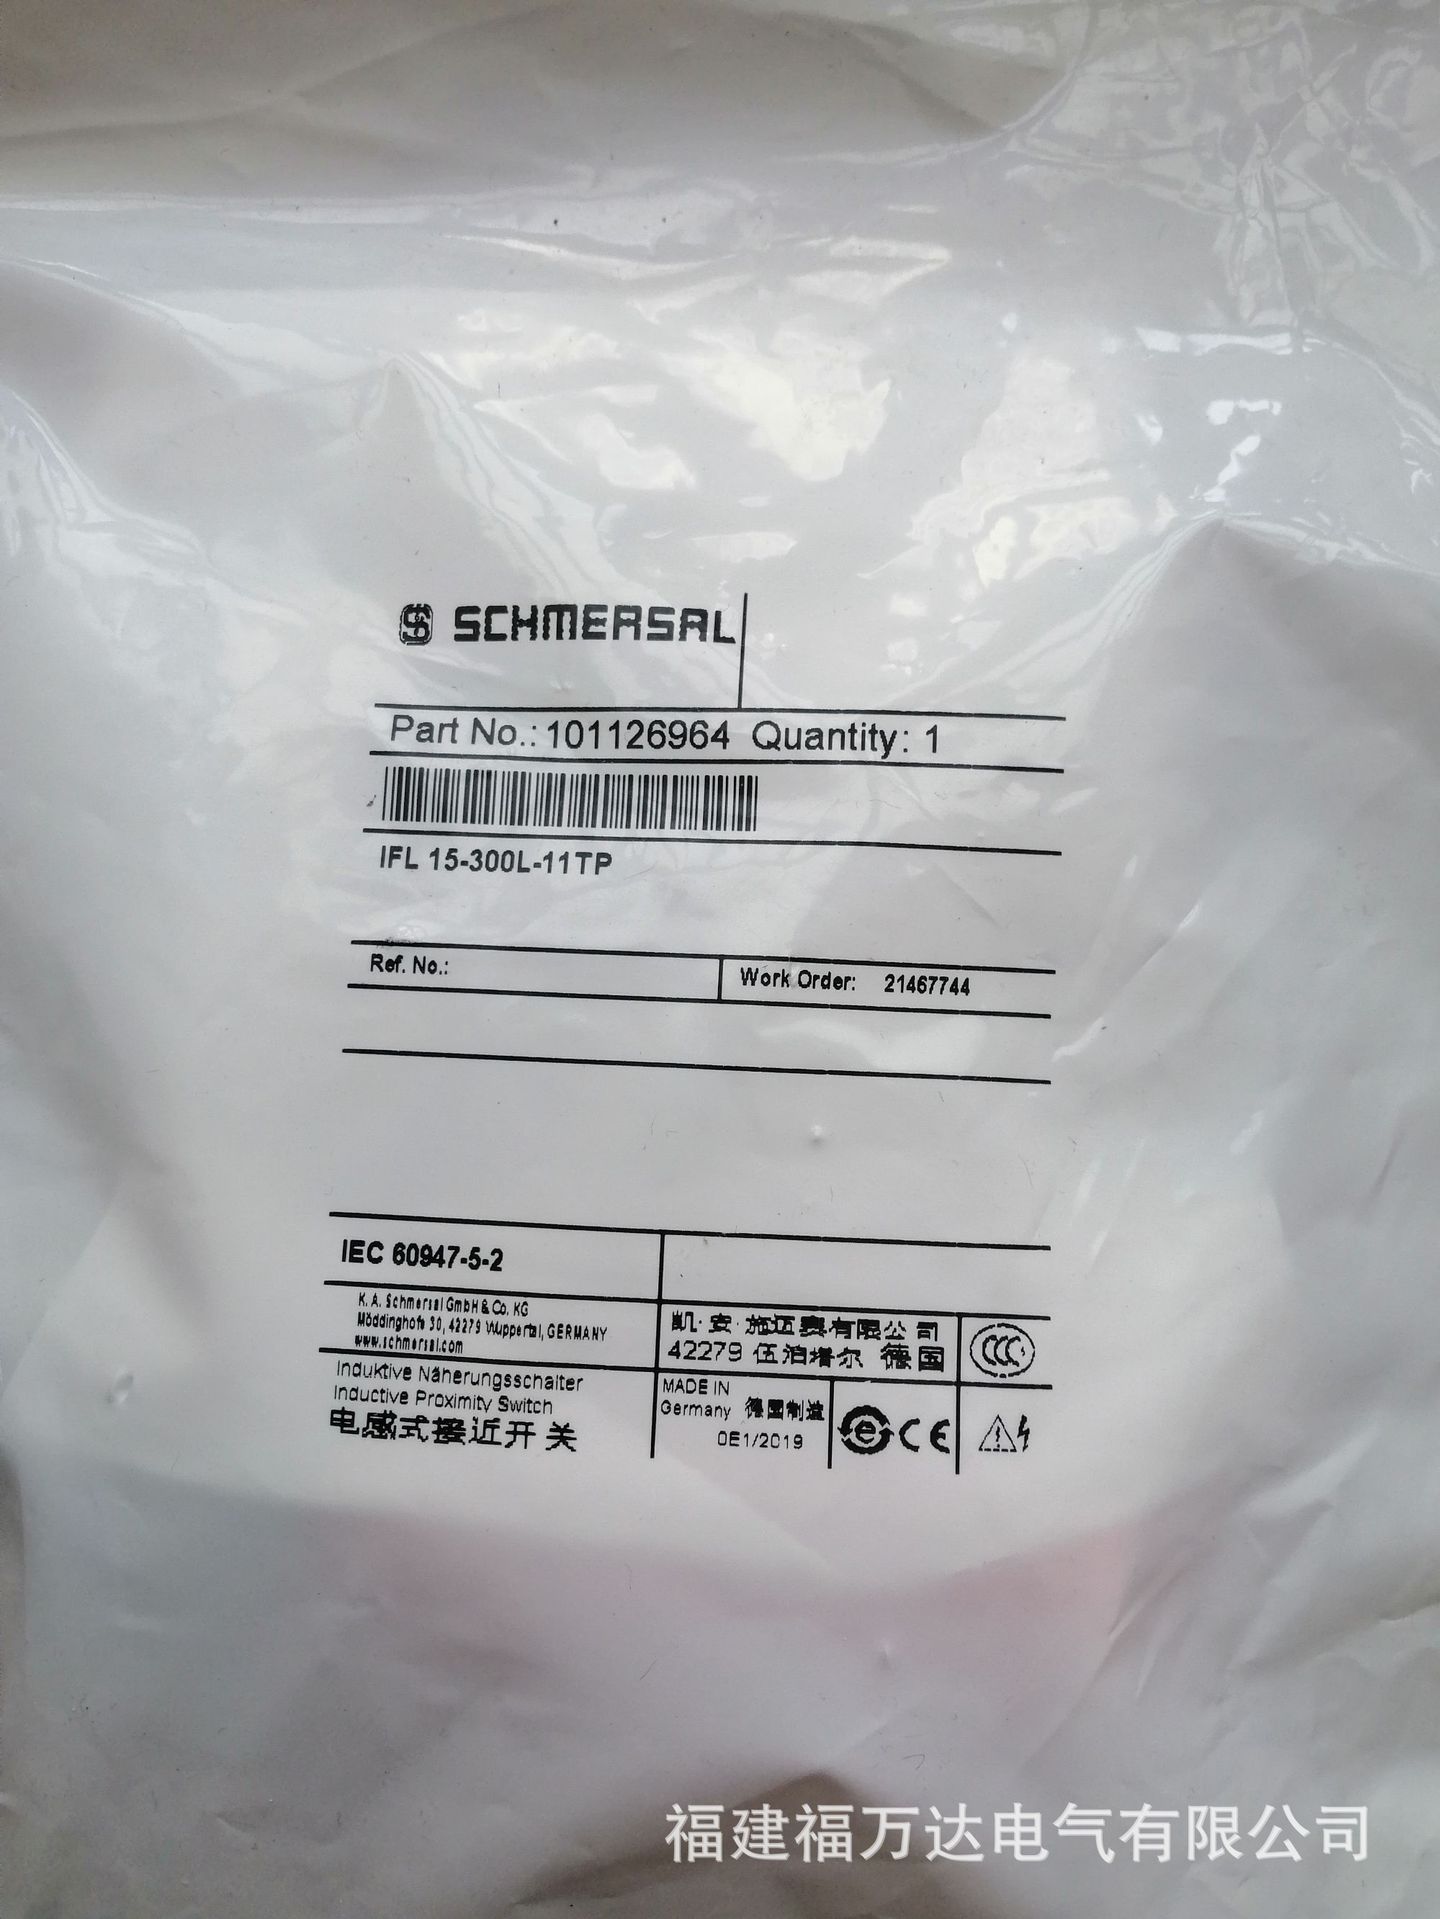 SCHMERSAL
Part No.: 101126964 Quantity: 1
IFL 15-300L-11TP
Ref. No.:
Work Order: 21467744
IEC 60947-5-2
K. A. Schmersal GmbH & Co. KG
Möddinghofe 30, 42279 Wuppertal, GERMANY
www.schmersal.com
凯·安·施迈赛有限公司
42279 伍泊塔尔 德国
CCC
Induktive Näherungsschalter
Inductive Proximity Switch
电感式接近开关
MADE IN
Germany 德国制造
0E1/2019
e CE
福建福万达电气有限公司